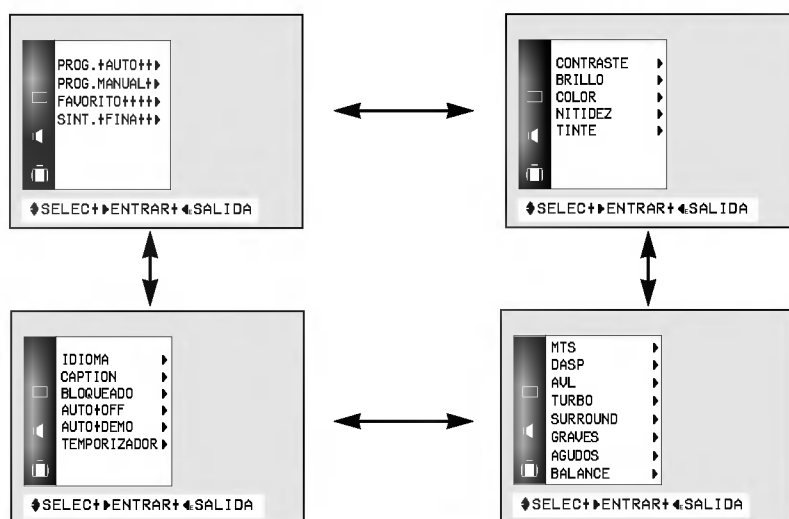 PROG.+AUTO++▶
PROG.MANUAL+▶
FAVORITO++++▶
SINT.+FINA++▶
SELEC+▶ENTRAR+◀SALIDA
CONTRASTE ▶
BRILLO ▶
COLOR ▶
NITIDEZ ▶
TINTE ▶
SELEC+▶ENTRAR+◀SALIDA
IDIOMA ▶
CAPTION ▶
BLOQUEADO ▶
AUTO+OFF ▶
AUTO+DEMO ▶
TEMPORIZADOR▶
SELEC+▶ENTRAR+◀SALIDA
MTS ▶
DASP ▶
AVL ▶
TURBO ▶
SURROUND ▶
GRAVES ▶
AGUDOS ▶
BALANCE ▶
SELEC+▶ENTRAR+◀SALIDA